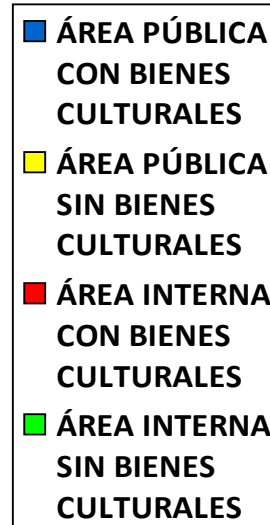 ÁREA PÚBLICA
CON BIENES
CULTURALES
ÁREA PÚBLICA
SIN BIENES
CULTURALES
ÁREA INTERNA
CON BIENES
CULTURALES
ÁREA INTERNA
SIN BIENES
CULTURALES